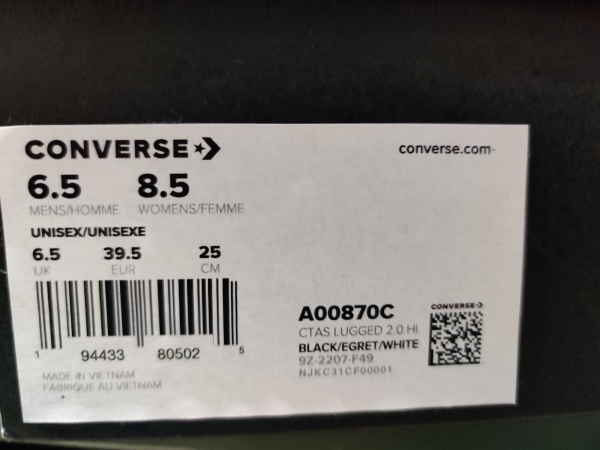 CONVERSE
converse.com
6.5 8.5
MENS/HOMME WOMENS/FEMME
UNISEX/UNISEXE
6.5 39.5 25
UK EUR CM
1 94433 80502 5
MADE IN VIETNAM
FABRIQUE AU VIETNAM
A00870C
CTAS LUGGED 2.0 HI
BLACK/EGRET/WHITE
9Z-2207-F49
NJKC31CF00001
CONVERSE